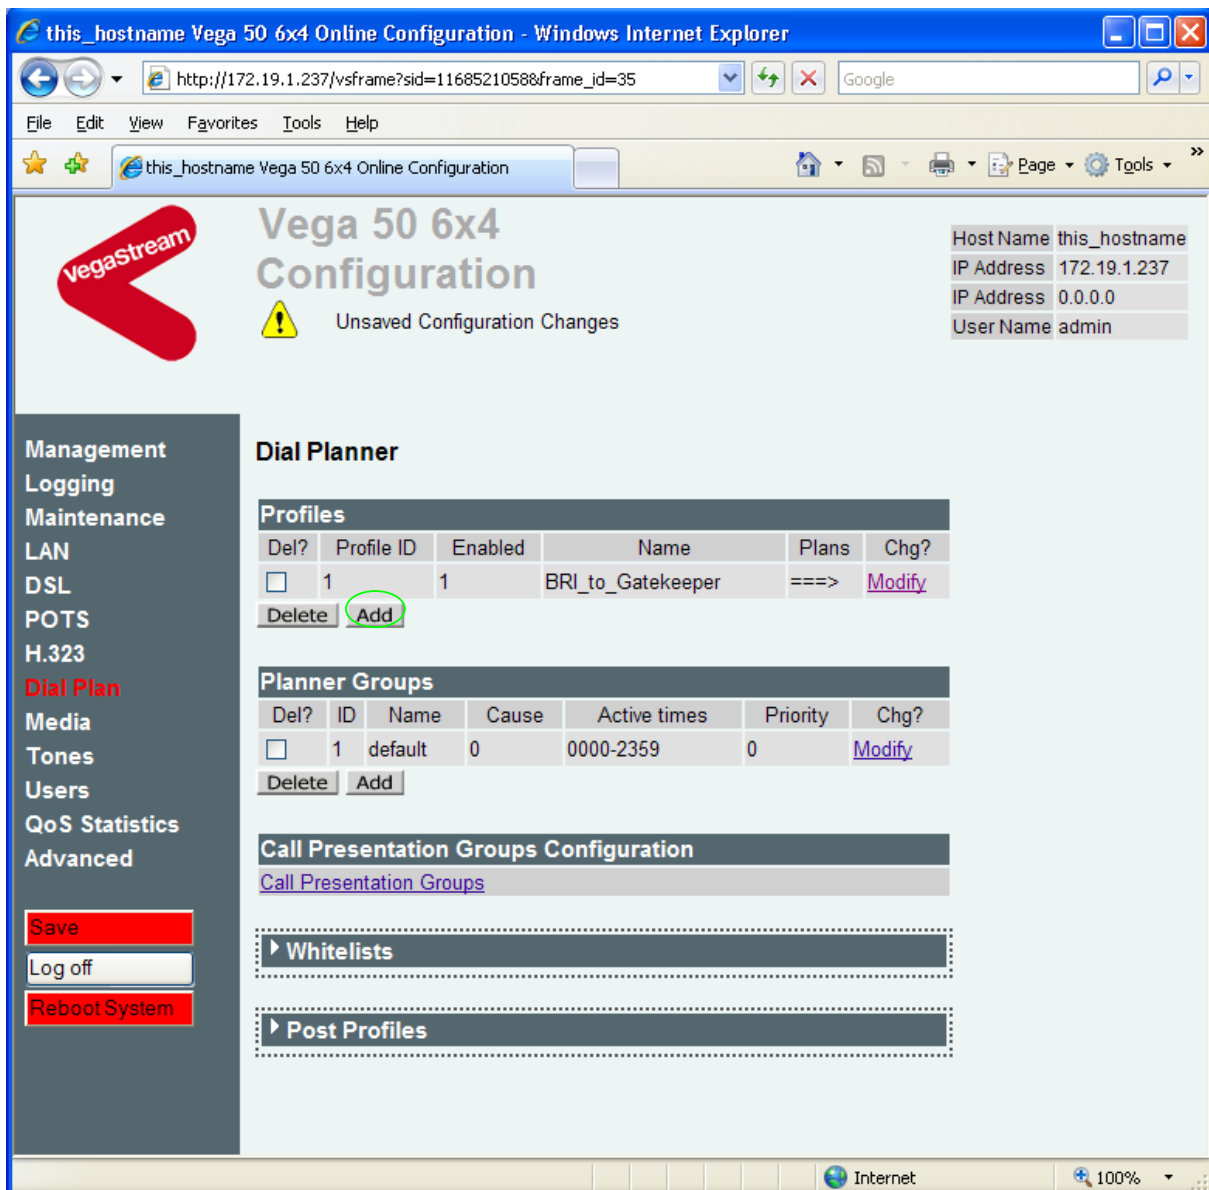 this_hostname Vega 50 6x4 Online Configuration - Windows Internet Explorer
http://172.19.1.237/vsframe?sid=1168521058&frame_id=35
Google
File Edit View Favorites Tools Help
this_hostname Vega 50 6x4 Online Configuration
Page Tools »
vegastream
Vega 50 6x4
Configuration
Unsaved Configuration Changes
Host Name this_hostname
IP Address 172.19.1.237
IP Address 0.0.0.0
User Name admin
Management
Logging
Maintenance
LAN
DSL
POTS
H.323
Dial Plan
Media
Tones
Users
QoS Statistics
Advanced
Save
Log off
Reboot System
Dial Planner
Profiles
Del? Profile ID Enabled Name Plans Chg?
1 1 BRI_to_Gatekeeper ===> Modify
Delete Add
Planner Groups
Del? ID Name Cause Active times Priority Chg?
1 default 0 0000-2359 0 Modify
Delete Add
Call Presentation Groups Configuration
Call Presentation Groups
Whitelists
Post Profiles
Internet 100%